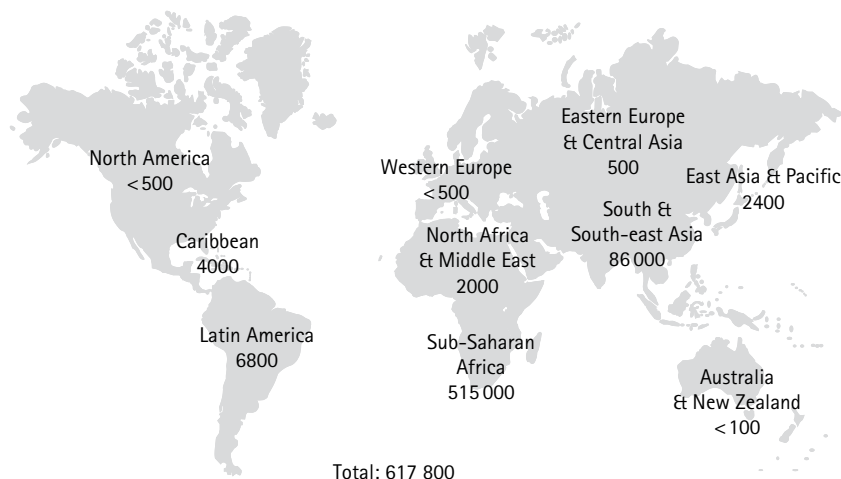 North America
<500
Caribbean
4000
Latin America
6800
Western Europe
<500
North Africa
& Middle East
2000
Sub-Saharan
Africa
515 000
Eastern Europe
& Central Asia
500
East Asia & Pacific
2400
South &
South-east Asia
86 000
Australia
& New Zealand
<100
Total: 617 800